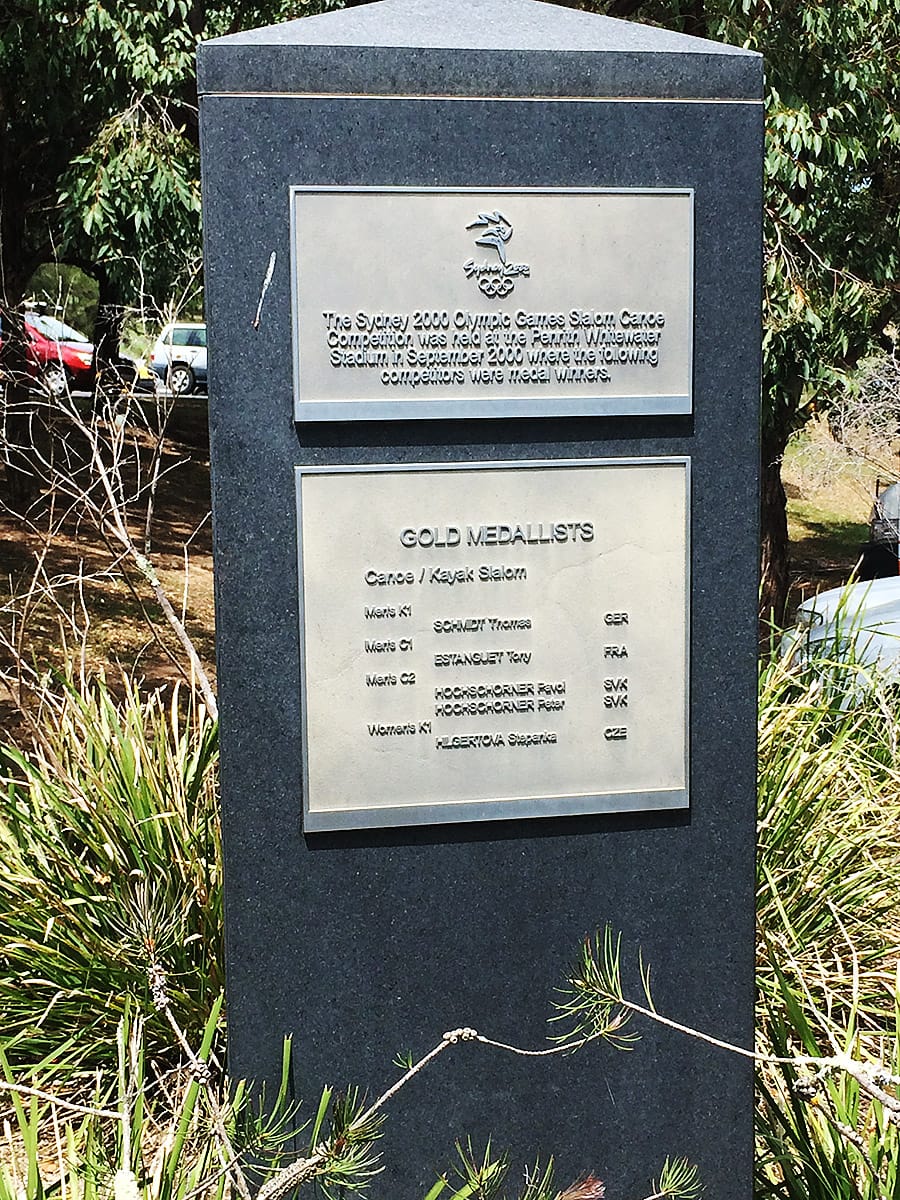 Sydney 2000
The Sydney 2000 Olympic Games Slalom Canoe
Competition was held at the Penrith Whitewater
Stadium in September 2000 where the following
competitors were medal winners.
GOLD MEDALLISTS
Canoe / Kayak Slalom
Men's K1
SCHMIDT Thomas GER
Men's C1
ESTANGUET Tony FRA
Men's C2
HOCHSCHORNER Pavol SVK
HOCHSCHORNER Peter SVK
Women's K1
HILGERTOVA Stepanka CZE